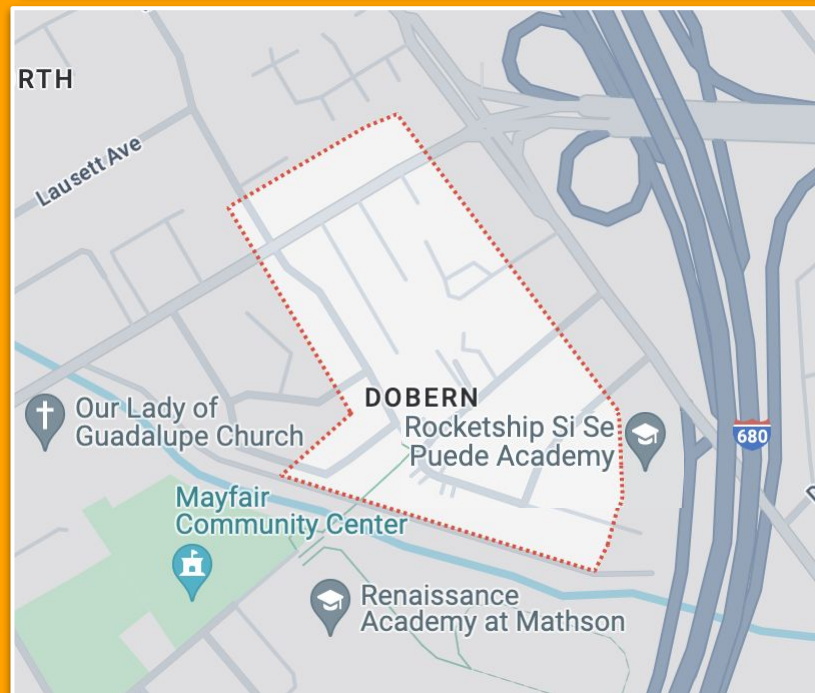 RTH
Lausett Ave
DOBERN
Our Lady of
Guadalupe Church
Rocketship Si Se
Puede Academy
680
Mayfair
Community Center
Renaissance
Academy at Mathson